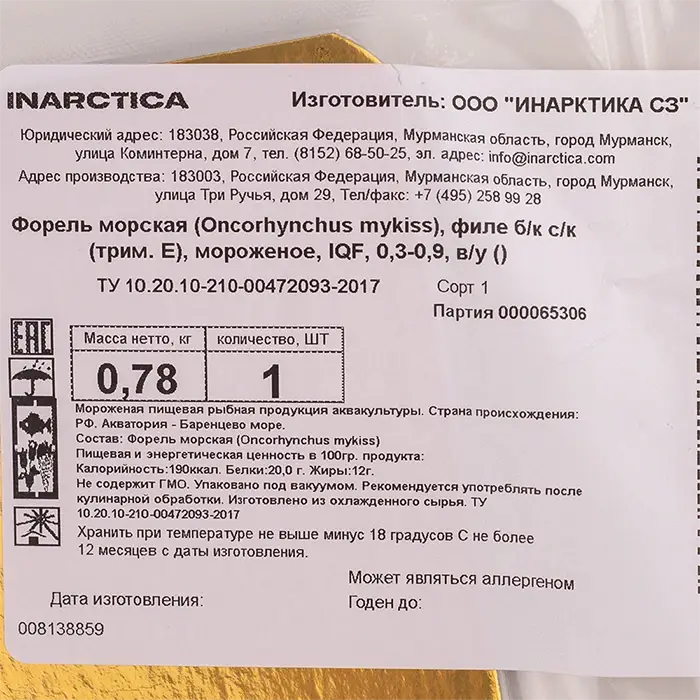 INARCTICA
Изготовитель: ООО "ИНАРКТИКА СЗ"
Юридический адрес: 183038, Российская Федерация, Мурманская область, город Мурманск,
улица Коминтерна, дом 7, тел. (8152) 68-50-25, эл. адрес: info@inarctica.com
Адрес производства: 183003, Российская Федерация, Мурманская область, город Мурманск,
улица Три Ручья, дом 29, Тел/факс: +7 (495) 258 99 28
Форель морская (Oncorhynchus mykiss), филе б/к с/к
(трим. Е), мороженое, IQF, 0,3-0,9, в/у ()
ТУ 10.20.10-210-00472093-2017
Сорт 1
Партия 000065306
EAC
Масса нетто, кг
количество, ШТ
0,78
1
Мороженая пищевая рыбная продукция аквакультуры. Страна происхождения:
РФ. Акватория - Баренцево море.
Состав: Форель морская (Oncorhynchus mykiss)
Пищевая и энергетическая ценность в 100гр. продукта:
Калорийность:190ккал. Белки:20,0 г. Жиры:12г.
Не содержит ГМО. Упаковано под вакуумом. Рекомендуется употреблять после
кулинарной обработки. Изготовлено из охлажденного сырья. ТУ
10.20.10-210-00472093-2017
Хранить при температуре не выше минус 18 градусов С не более
12 месяцев с даты изготовления.
Может являться аллергеном
Дата изготовления:
Годен до:
008138859